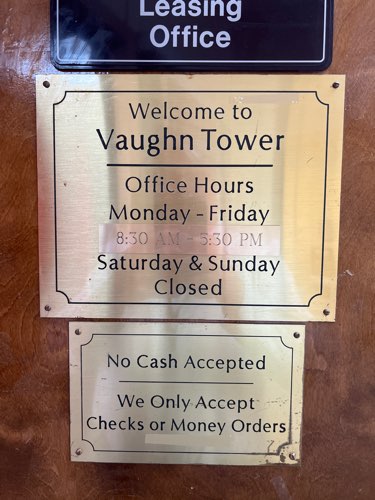 Leasing
Office
Welcome to
Vaughn Tower
Office Hours
Monday - Friday
8:30 AM - 5:30 PM
Saturday & Sunday
Closed
No Cash Accepted
We Only Accept
Checks or Money Orders